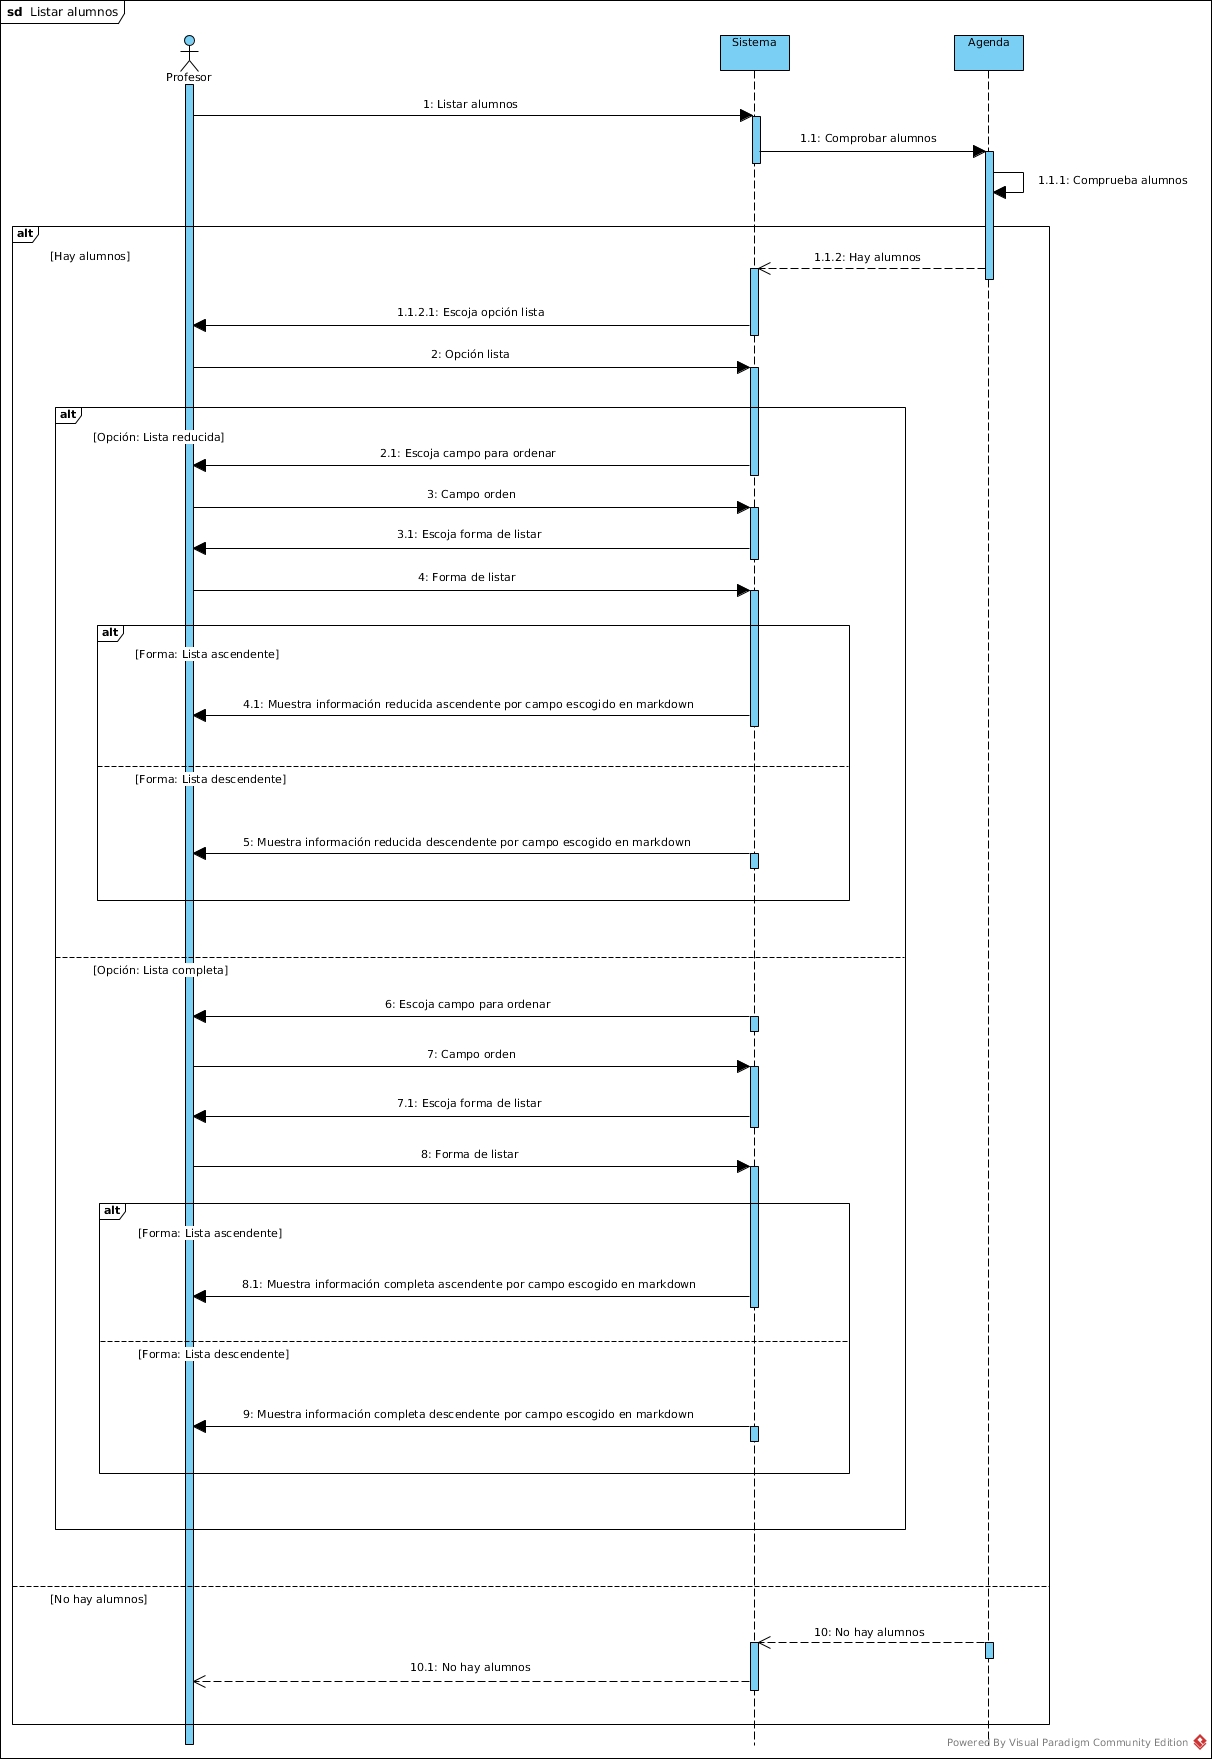 sd Listar alumnos
Profesor
Sistema
Agenda
1: Listar alumnos
1.1: Comprobar alumnos
1.1.1: Comprueba alumnos
alt
[Hay alumnos]
1.1.2: Hay alumnos
1.1.2.1: Escoja opción lista
2: Opción lista
alt
[Opción: Lista reducida]
2.1: Escoja campo para ordenar
3: Campo orden
3.1: Escoja forma de listar
4: Forma de listar
alt
[Forma: Lista ascendente]
4.1: Muestra información reducida ascendente por campo escogido en markdown
[Forma: Lista descendente]
5: Muestra información reducida descendente por campo escogido en markdown
[Opción: Lista completa]
6: Escoja campo para ordenar
7: Campo orden
7.1: Escoja forma de listar
8: Forma de listar
alt
[Forma: Lista ascendente]
8.1: Muestra información completa ascendente por campo escogido en markdown
[Forma: Lista descendente]
9: Muestra información completa descendente por campo escogido en markdown
[No hay alumnos]
10: No hay alumnos
10.1: No hay alumnos
Powered By Visual Paradigm Community Edition